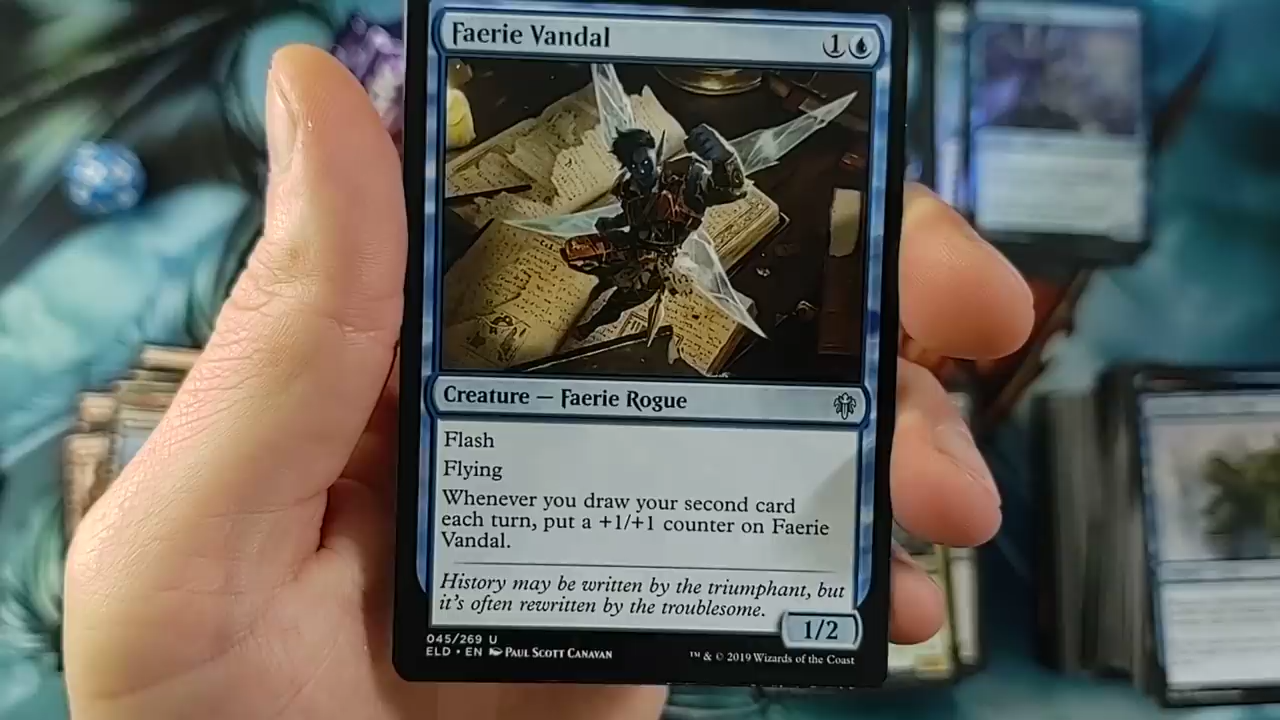 Faerie Vandal 1
Creature — Faerie Rogue
Flash
Flying
Whenever you draw your second card
each turn, put a +1/+1 counter on Faerie
Vandal.
History may be written by the triumphant, but
it's often rewritten by the troublesome.
1/2
045/269 U
ELD • EN Paul Scott Canavan
™ & © 2019 Wizards of the Coast